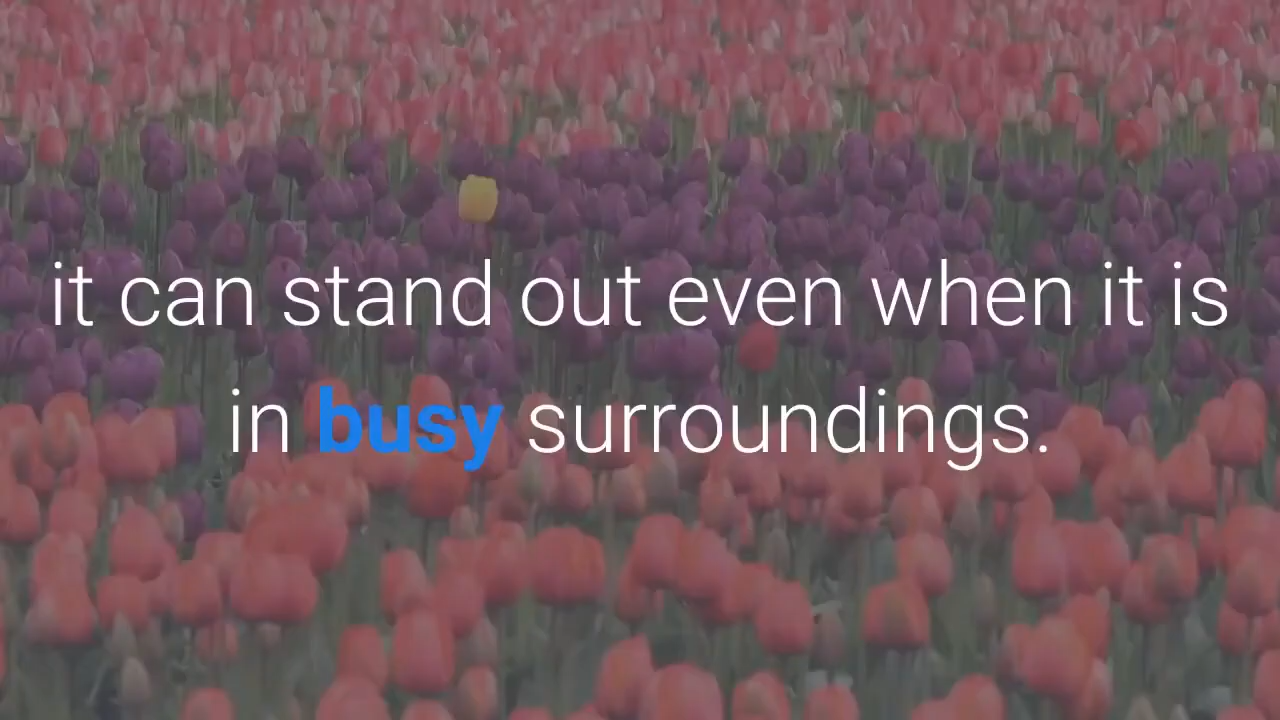 it can stand out even when it is
in busy surroundings.